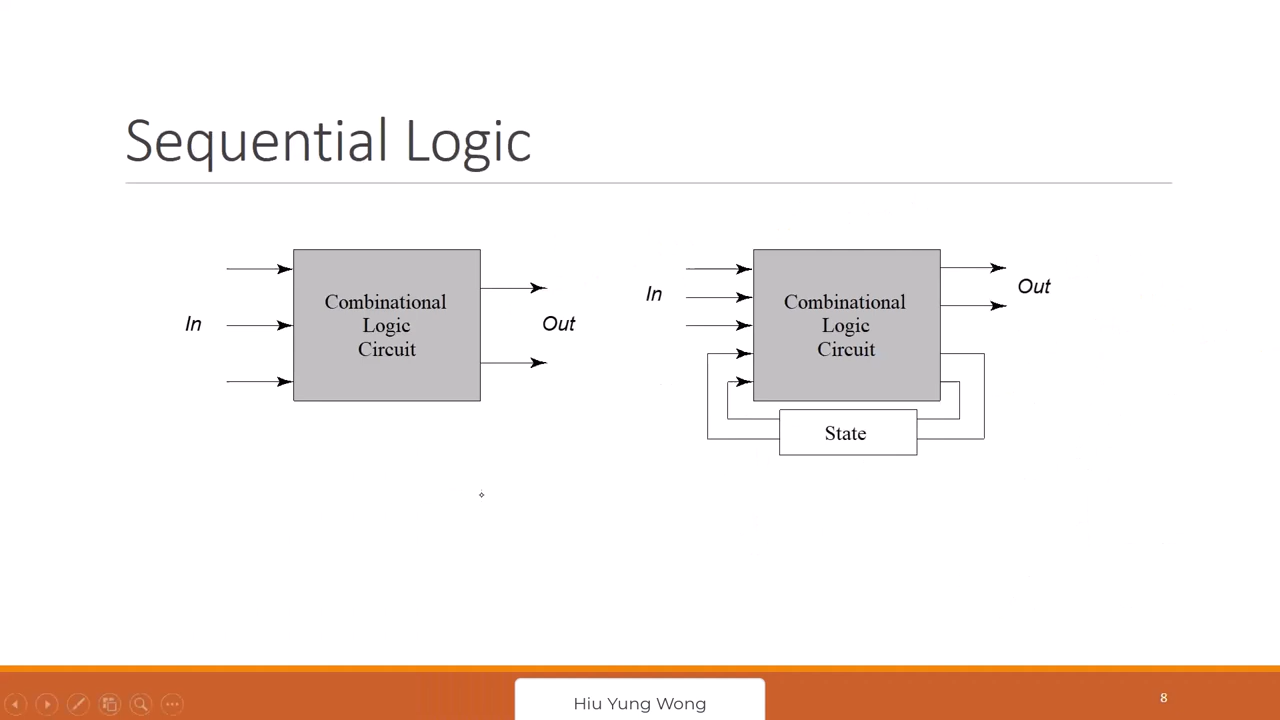 Sequential Logic
In
Combinational
Logic
Circuit
Out
In
Combinational
Logic
Circuit
Out
State
Hiu Yung Wong
8